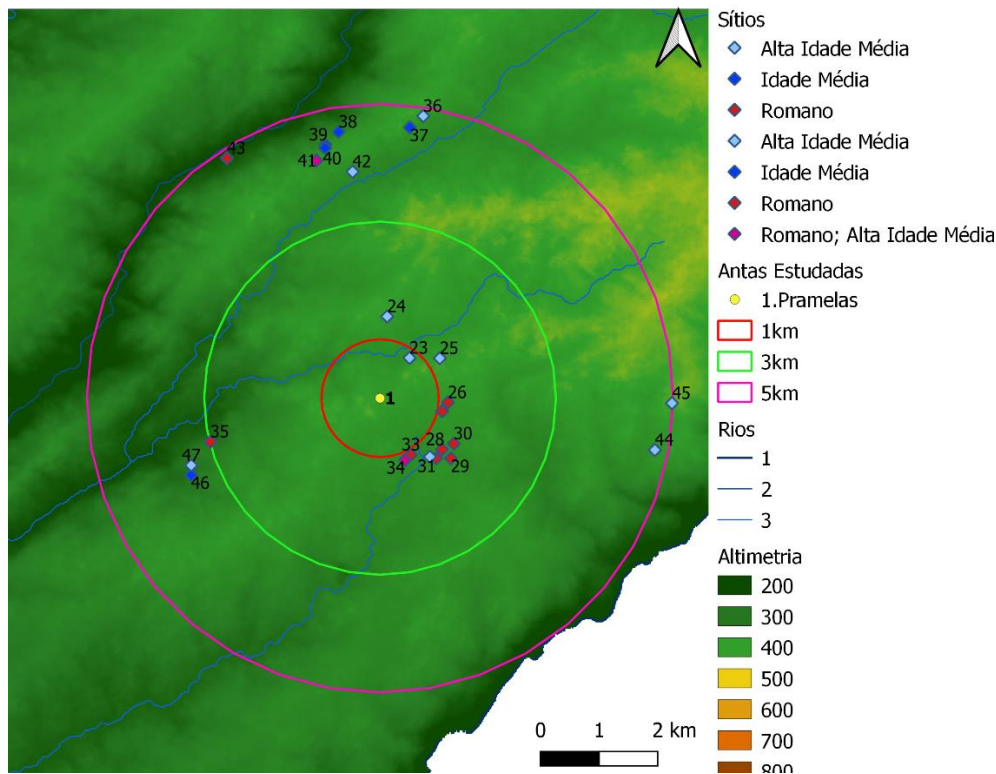 36
38
37
39
43
41
40
42
24
23
25
1
26
45
35
33
28
30
44
47
34
31
29
46
0 1 2 km
Sítios
Alta Idade Média
Idade Média
Romano
Alta Idade Média
Idade Média
Romano
Romano; Alta Idade Média
Antas Estudadas
1.Pramelas
1km
3km
5km
Rios
1
2
3
Altimetria
200
300
400
500
600
700
800